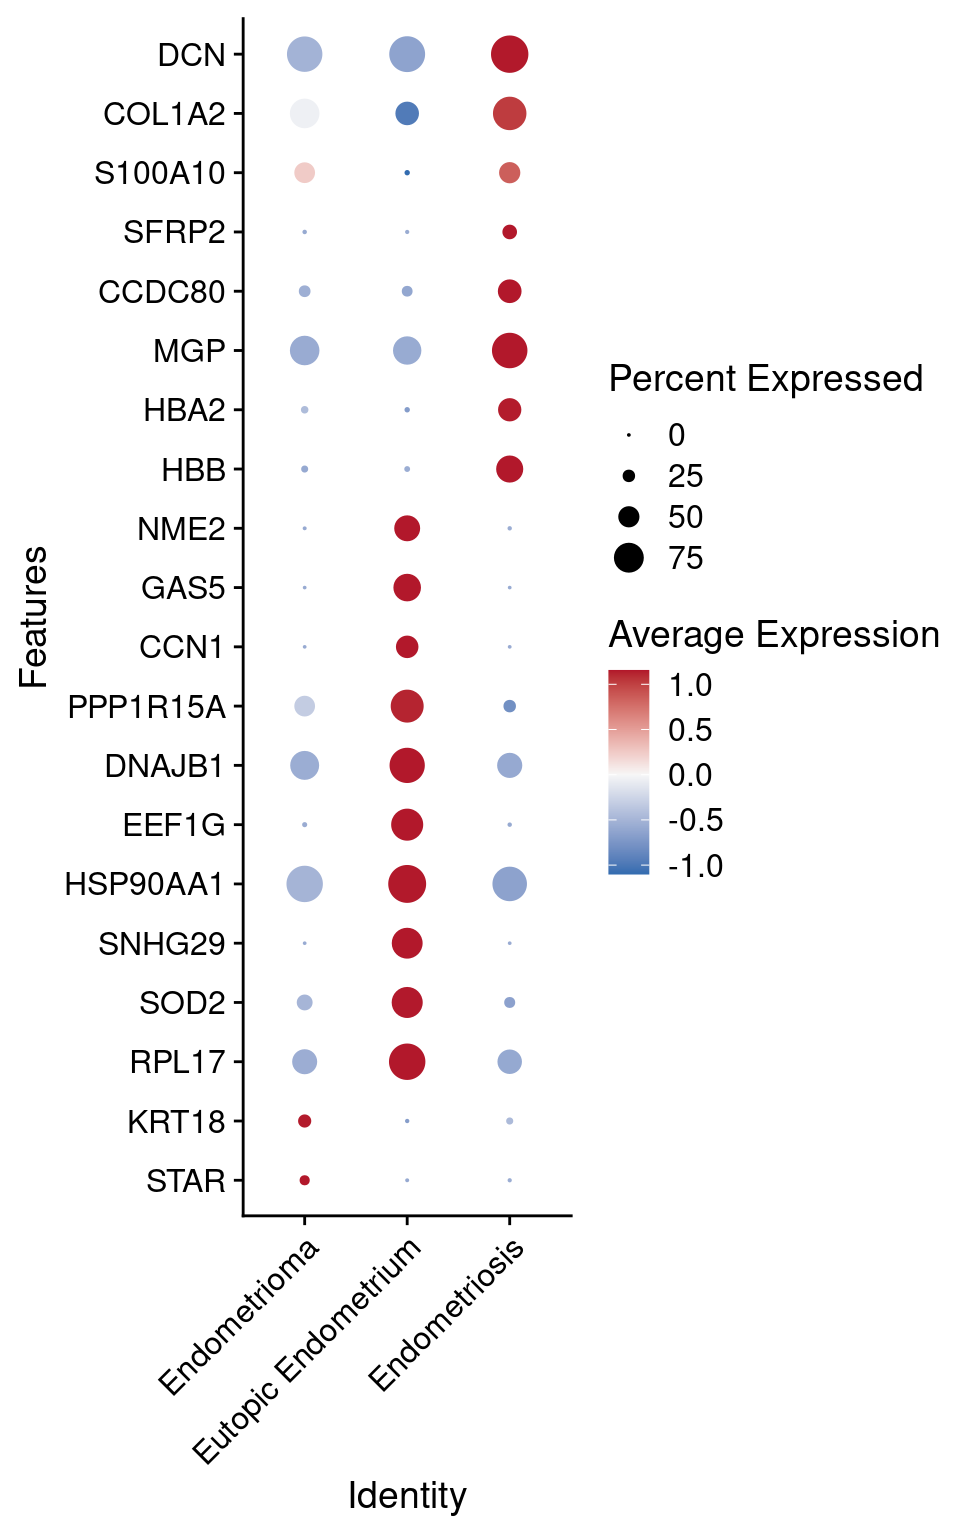 DCN
COL1A2
S100A10
SFRP2
CCDC80
MGP
HBA2
HBB
NME2
GAS5
CCN1
PPP1R15A
DNAJB1
EEF1G
HSP90AA1
SNHG29
SOD2
RPL17
KRT18
STAR
Features
Endometrioma
Eutopic Endometrium
Endometriosis
Identity
Percent Expressed
0
25
50
75
Average Expression
1.0
0.5
0.0
-0.5
-1.0